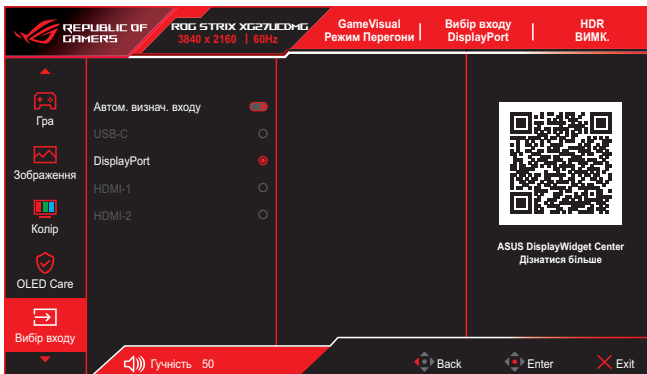 REPUBLIC OF
GAMERS
ROG STRIX XG27UCDMG
3840 x 2160 | 60Hz
GameVisual
Режим Перегони
Вибір входу
DisplayPort
HDR
ВИМК.
Гра
Зображення
Колір
OLED Care
Вибір входу
Автом. визнач. входу
USB-C
DisplayPort
HDMI-1
HDMI-2
ASUS DisplayWidget Center
Дізнатися більше
Гучність 50
Back
Enter
Exit